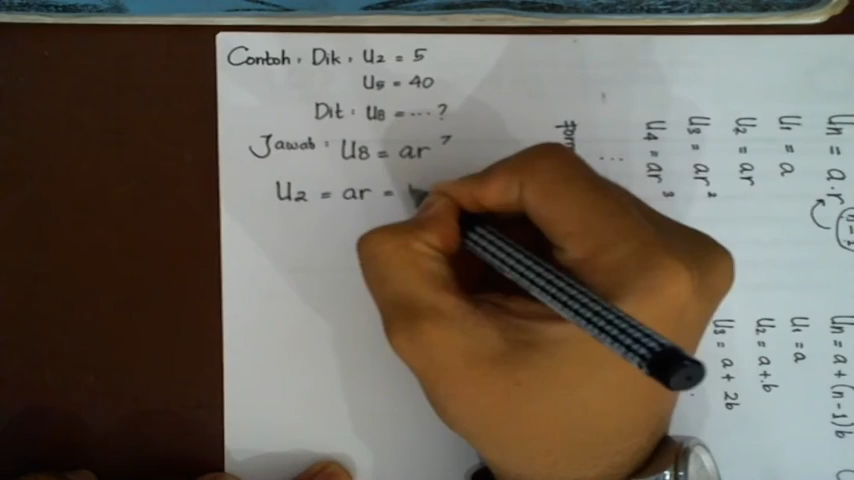 Contoh : Dik : U2 = 5
U5 = 40
Dit : U8 = ... ?
Jawab : U8 = ar⁷
U2 = ar =
Un = a.r(n-1)
U1 = a
U2 = ar
U3 = ar²
U4 = ar³
...
Un = a + (n-1)b
U1 = a
U2 = a + b
U3 = a + 2b